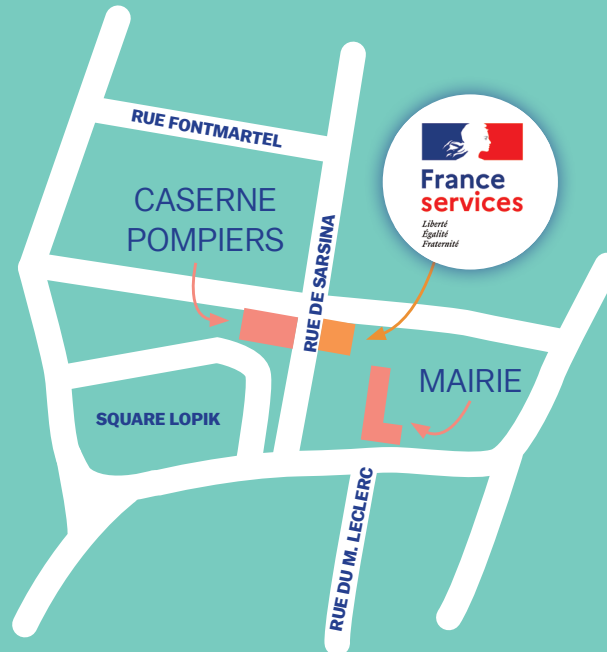 RUE FONTMARTEL
CASERNE
POMPIERS
RUE DE SARSINA
France
services
Liberté
Égalité
Fraternité
MAIRIE
SQUARE LOPIK
RUE DU M. LECLERC